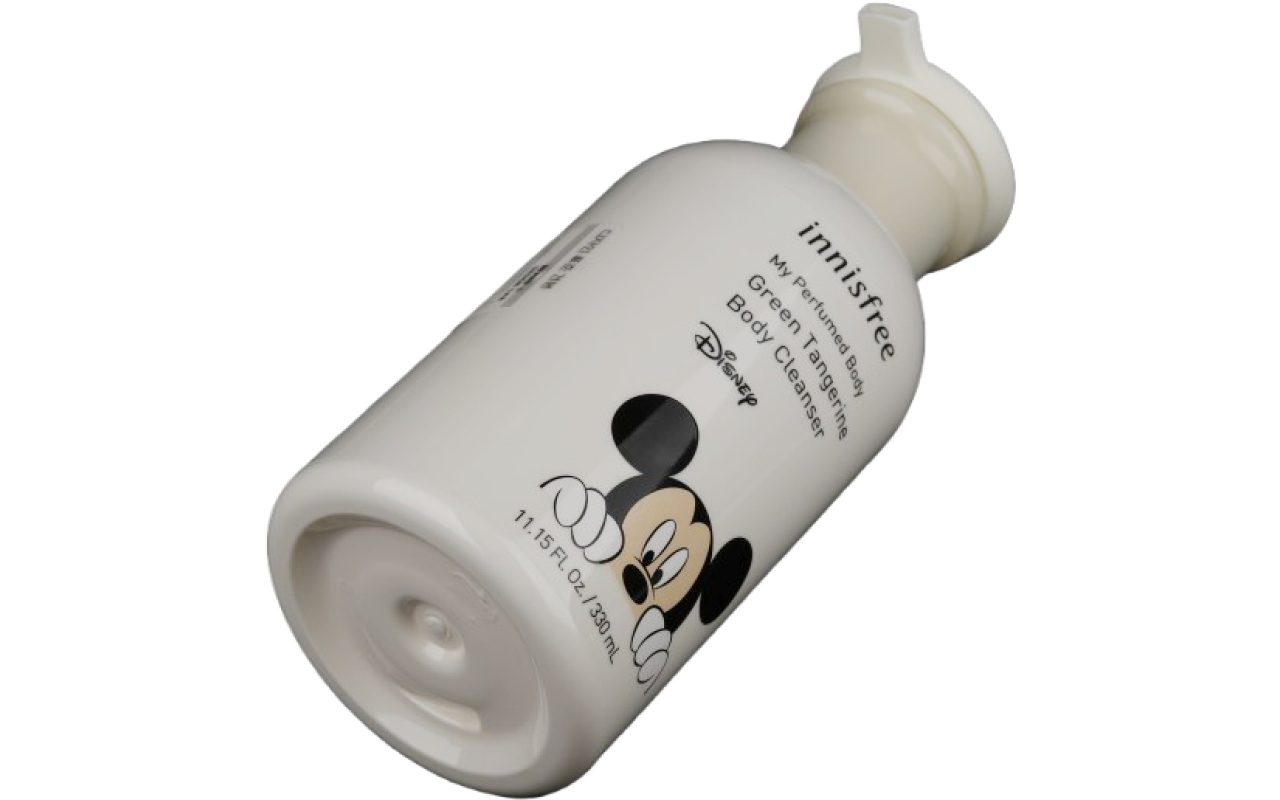 innisfree
My Perfumed Body
Green Tangerine
Body Cleanser
Disney
11.15 Fl. Oz. / 330 mL